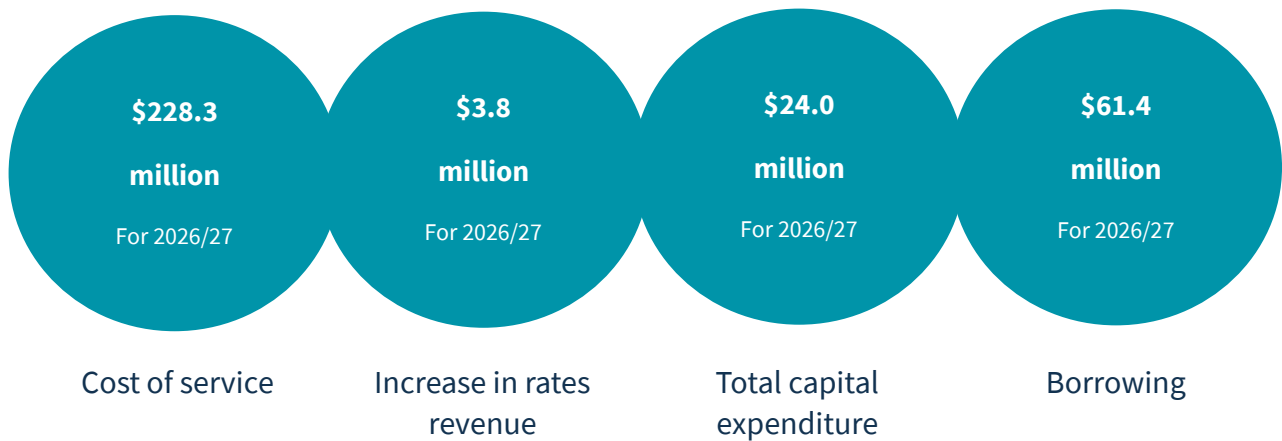 $228.3
million
For 2026/27
$3.8
million
For 2026/27
$24.0
million
For 2026/27
$61.4
million
For 2026/27
Cost of service
Increase in rates
revenue
Total capital
expenditure
Borrowing